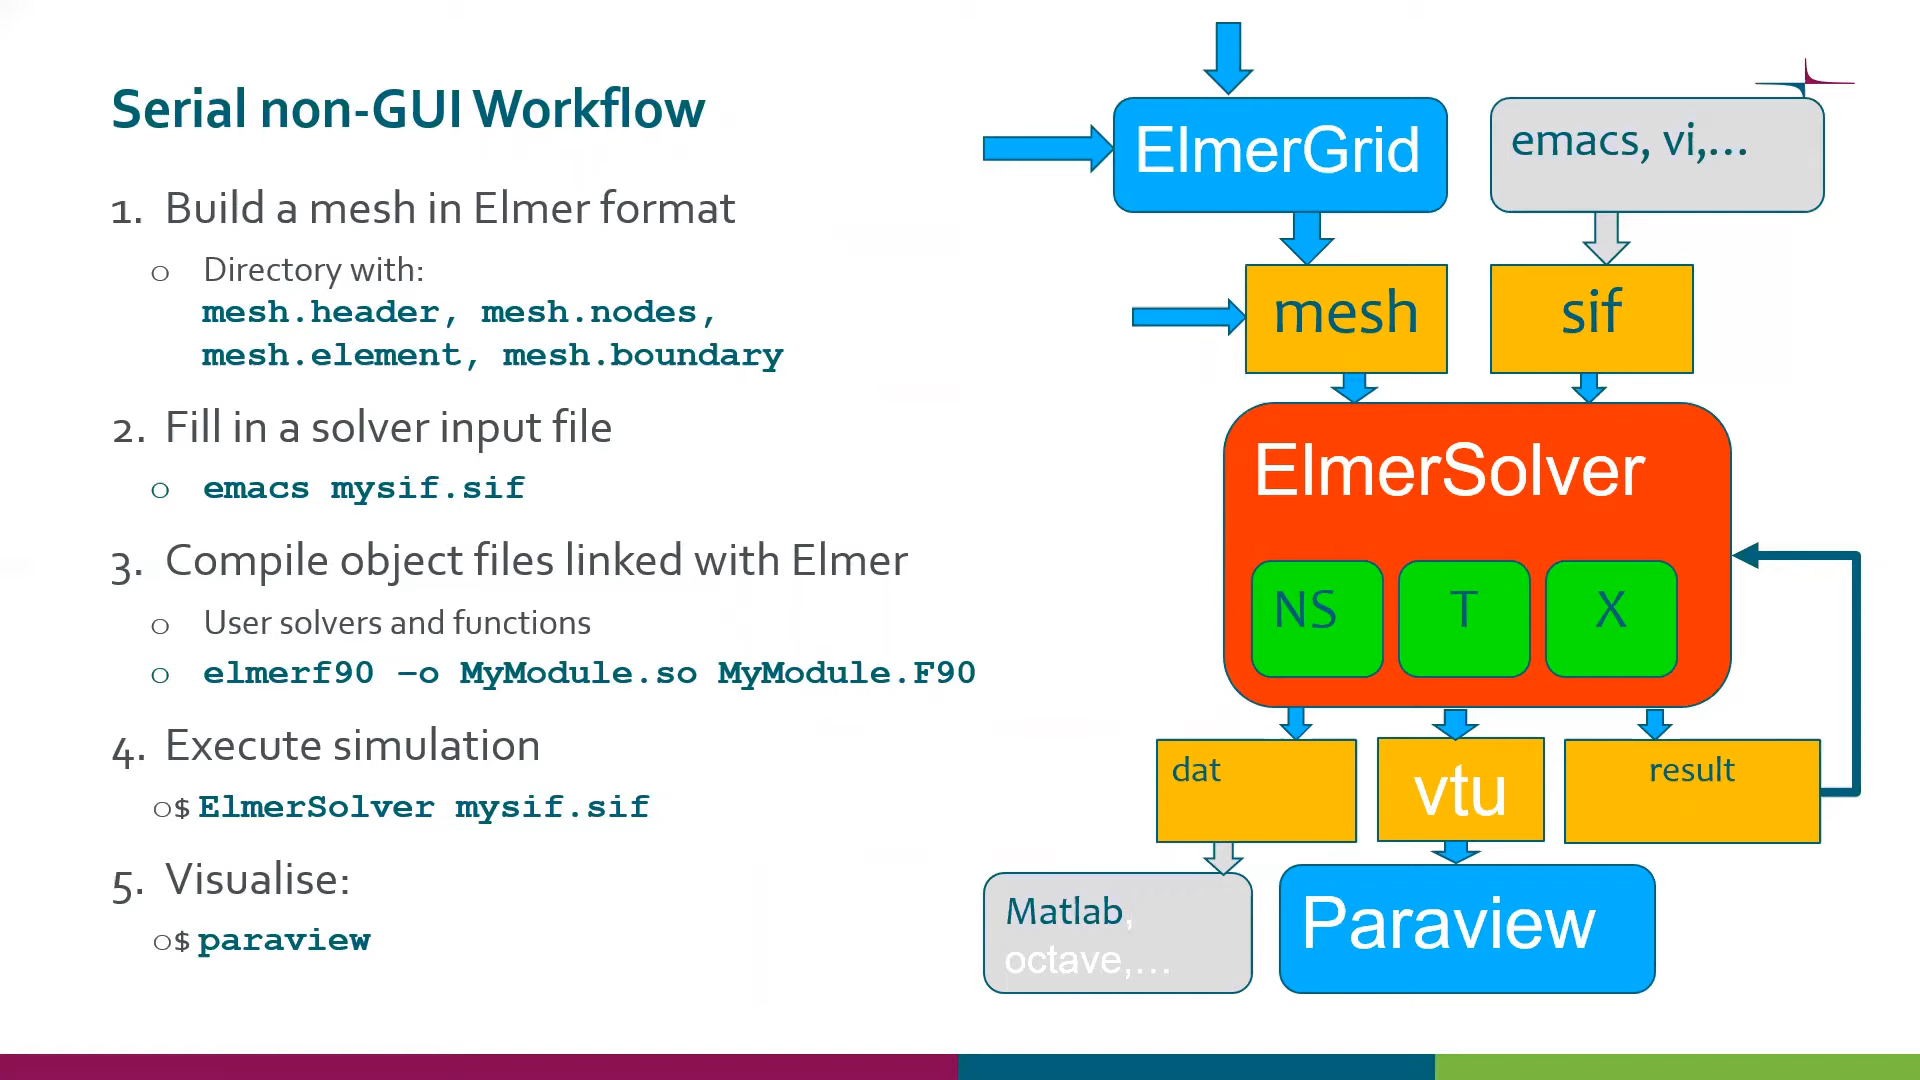 Serial non-GUI Workflow
1. Build a mesh in Elmer format
o Directory with:
mesh.header, mesh.nodes,
mesh.element, mesh.boundary
2. Fill in a solver input file
o emacs mysif.sif
3. Compile object files linked with Elmer
o User solvers and functions
o elmerf90 –o MyModule.so MyModule.F90
4. Execute simulation
o$ ElmerSolver mysif.sif
5. Visualise:
o$ paraview
ElmerGrid
emacs, vi,...
mesh
sif
ElmerSolver
NS
T
X
dat
vtu
result
Matlab,
octave,...
Paraview